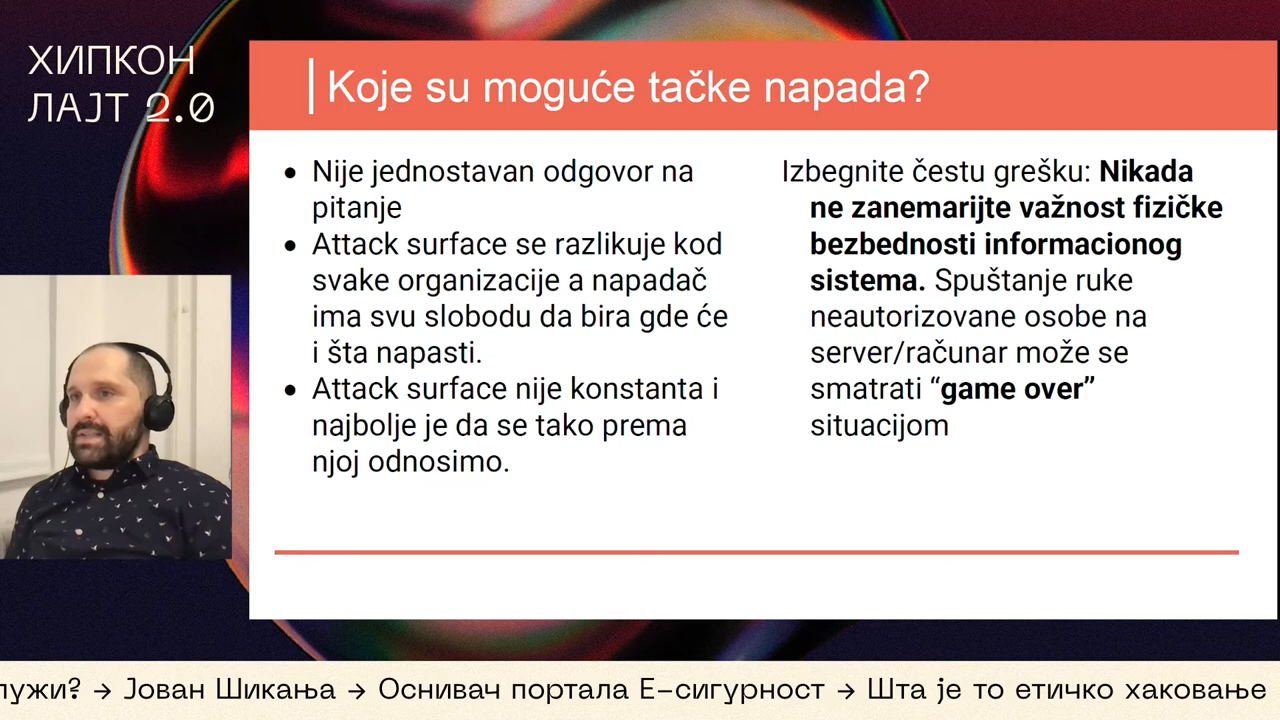 ХИПКОН
ЛАЈТ 2.0
Koje su moguće tačke napada?
Nije jednostavan odgovor na
pitanje
Attack surface se razlikuje kod
svake organizacije a napadač
ima svu slobodu da bira gde će
i šta napasti.
Attack surface nije konstanta i
najbolje je da se tako prema
njoj odnosimo.
Izbegnite čestu grešku: Nikada
ne zanemarijte važnost fizičke
bezbednosti informacionog
sistema. Spuštanje ruke
neautorizovane osobe na
server/računar može se
smatrati “game over”
situacijom
→ Јован Шикања → Оснивач портала Е-сигурност → Шта је то етичко хаковање